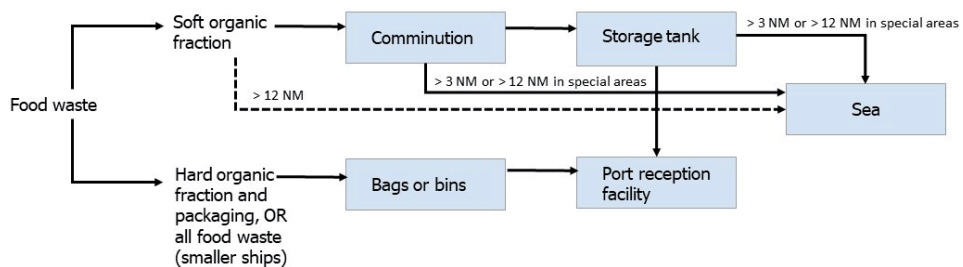 Soft organic
fraction
Comminution
Storage tank
> 3 NM or > 12 NM in special areas
> 3 NM or > 12 NM in special areas
> 12 NM
Food waste
Sea
Hard organic
fraction and
packaging, OR
all food waste
(smaller ships)
Bags or bins
Port reception
facility